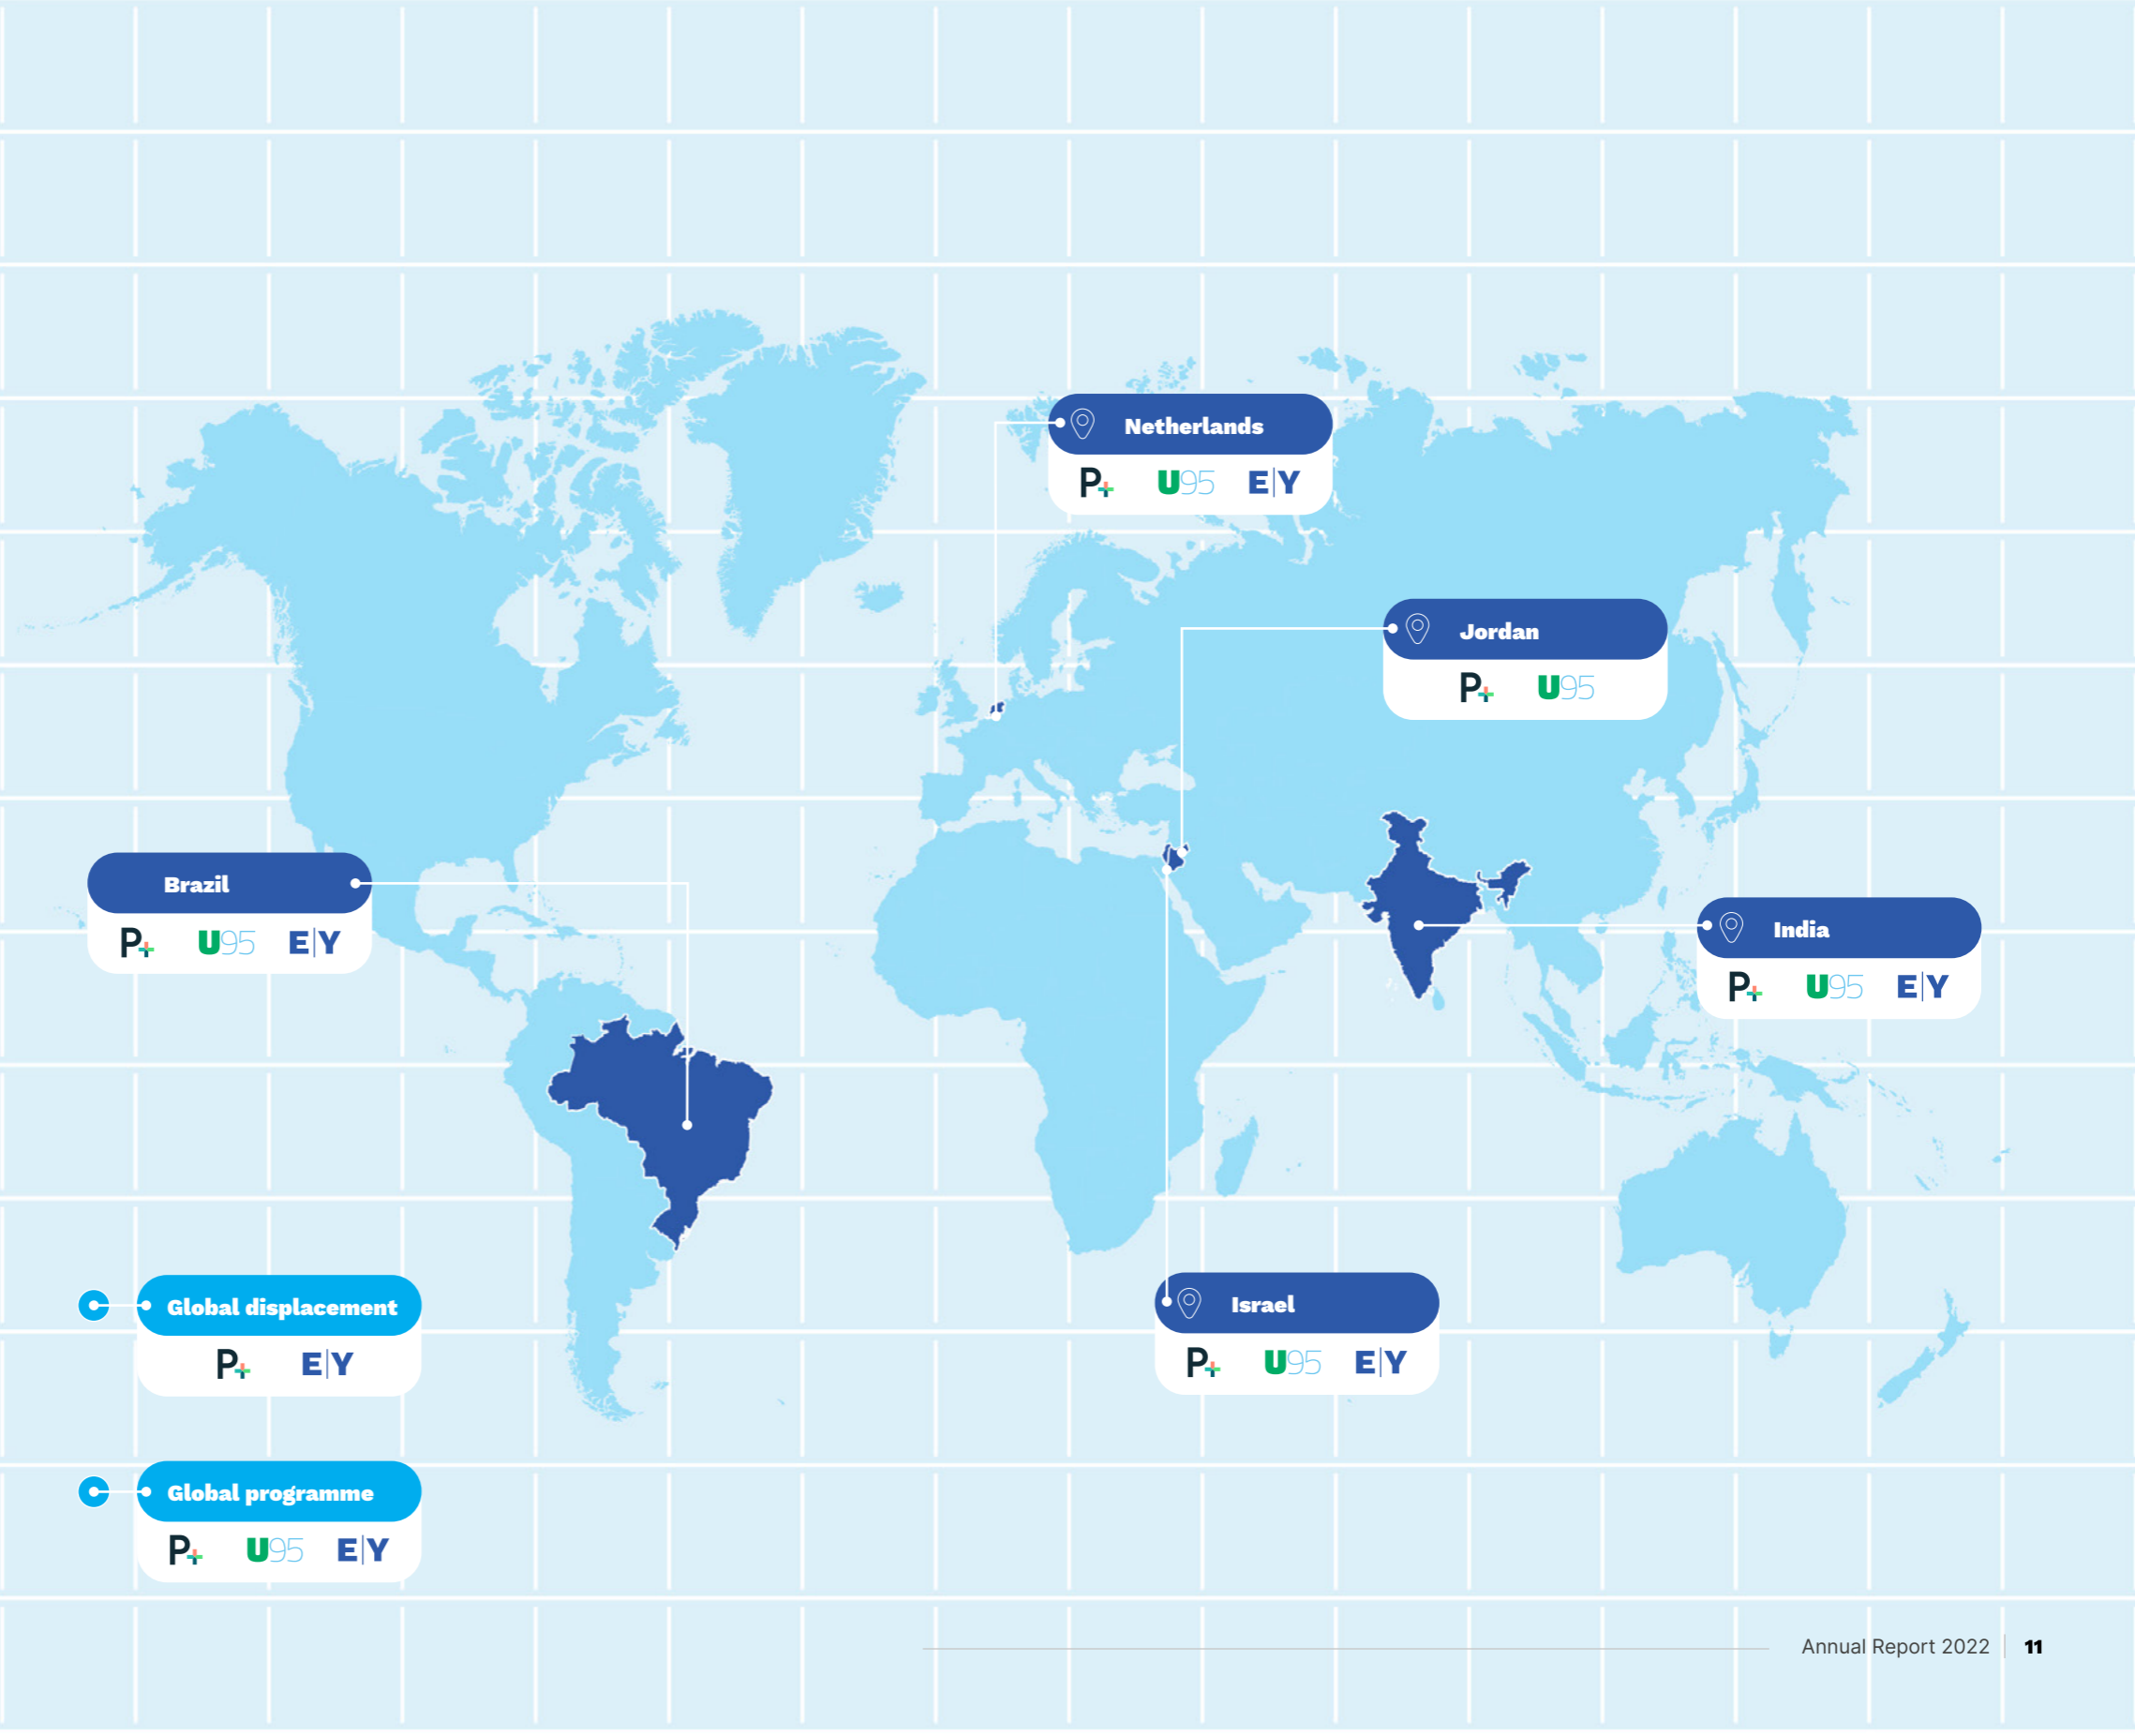 Netherlands
P+ U95 E|Y
Jordan
P+ U95
Brazil
P+ U95 E|Y
India
P+ U95 E|Y
Global displacement
P+ E|Y
Israel
P+ U95 E|Y
Global programme
P+ U95 E|Y
Annual Report 2022 | 11